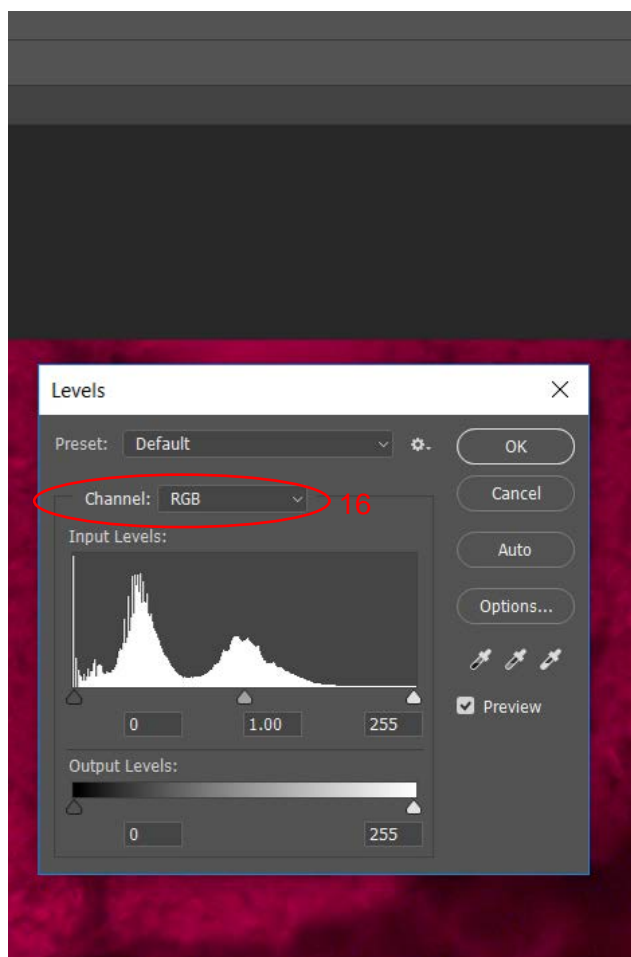 Levels
Preset: Default
OK
Channel: RGB
16
Cancel
Input Levels:
Auto
Options...
0 1.00 255
Preview
Output Levels:
0 255